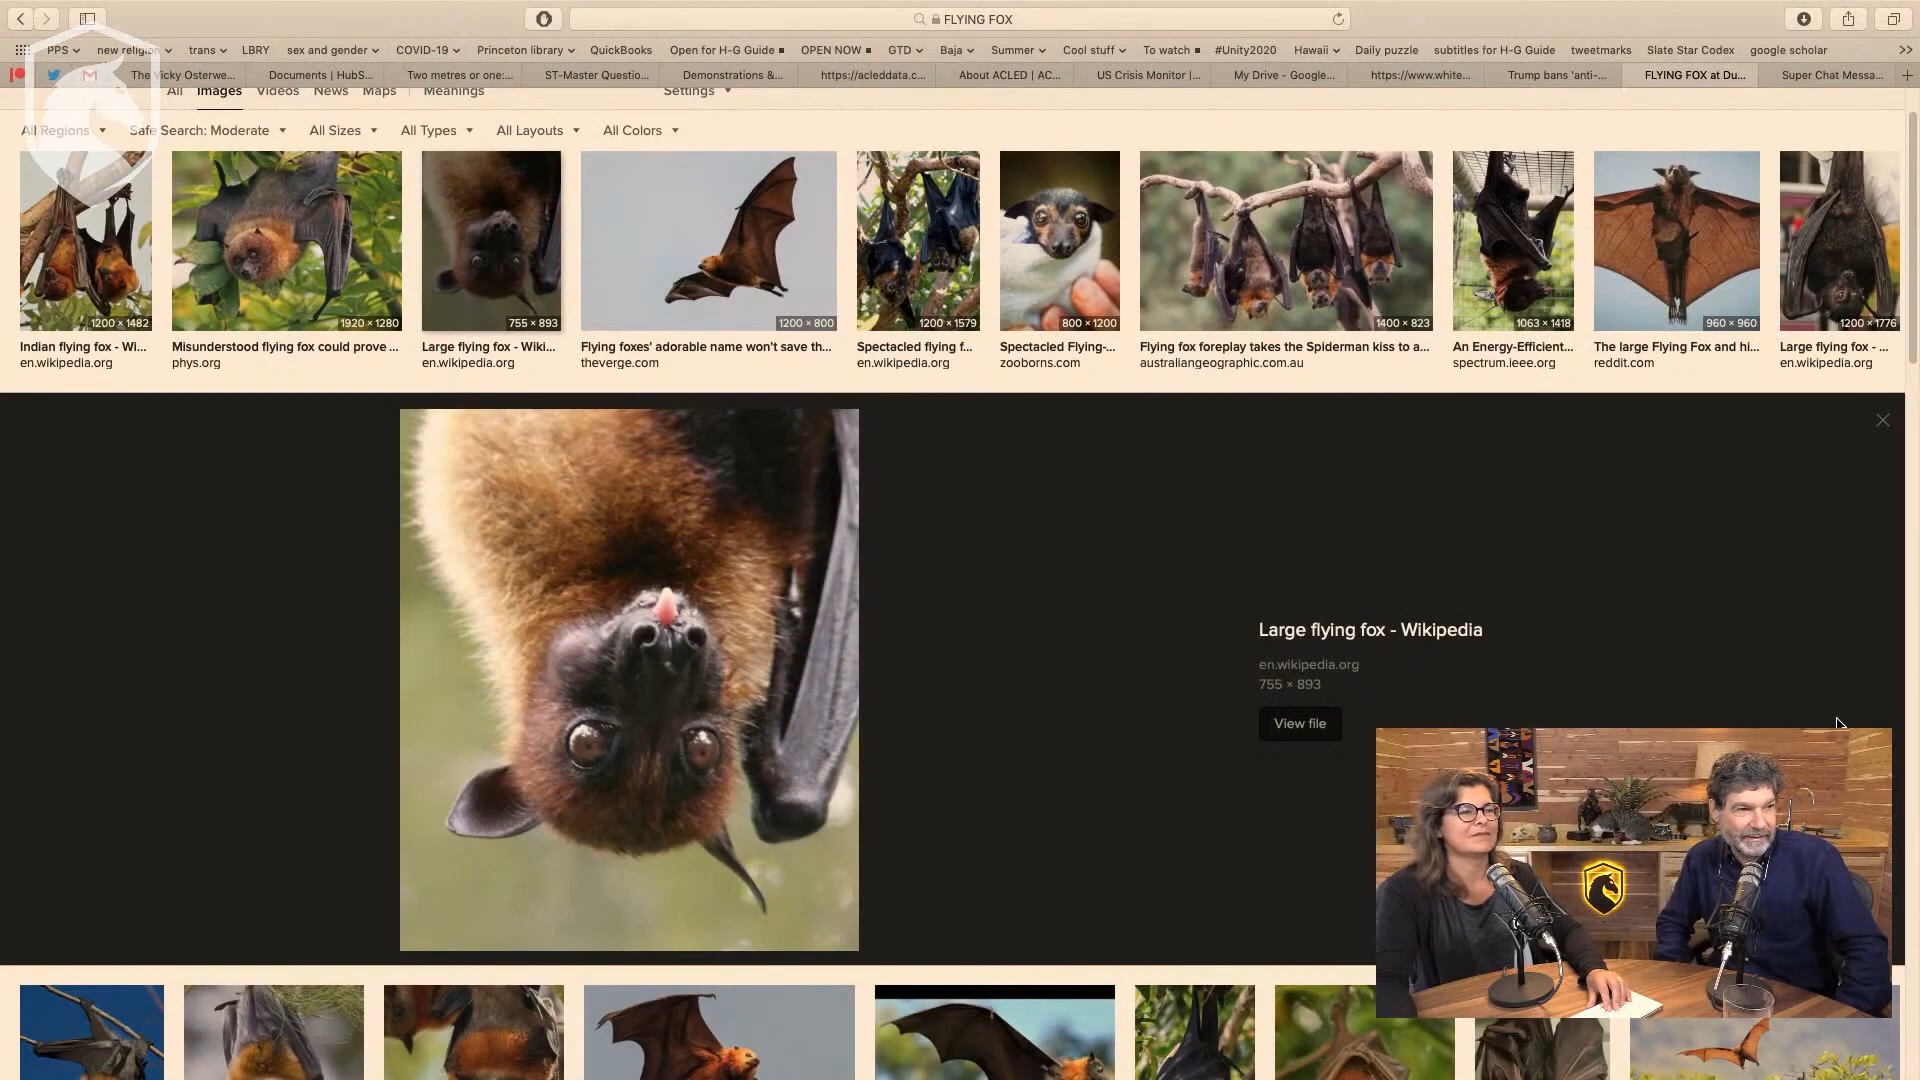 FLYING FOX
PPS new religion trans LBRY sex and gender COVID-19 Princeton library QuickBooks Open for H-G Guide OPEN NOW GTD Baja Summer Cool stuff To watch #Unity2020 Hawaii Daily puzzle subtitles for H-G Guide tweetmarks Slate Star Codex google scholar
The Vicky Osterwe... Documents | HubS... Two metres or one:... ST-Master Questio... Demonstrations &... https://acleddata.c... About ACLED | AC... US Crisis Monitor |... My Drive - Google... https://www.white... Trump bans 'anti-... FLYING FOX at Du... Super Chat Messa...
All Images Videos News Maps Meanings Settings
All Regions Safe Search: Moderate All Sizes All Types All Layouts All Colors
1200 × 1482 1920 × 1280 755 × 893 1200 × 800 1200 × 1579 800 × 1200 1400 × 823 1063 × 1418 960 × 960 1200 × 1776
Indian flying fox - Wi... Misunderstood flying fox could prove ... Large flying fox - Wiki... Flying foxes' adorable name won't save th... Spectacled flying f... Spectacled Flying-... Flying fox foreplay takes the Spiderman kiss to a... An Energy-Efficient... The large Flying Fox and hi... Large flying fox - ...
en.wikipedia.org phys.org en.wikipedia.org theverge.com en.wikipedia.org zooborns.com australiangeographic.com.au spectrum.ieee.org reddit.com en.wikipedia.org
Large flying fox - Wikipedia
en.wikipedia.org
755 × 893
View file